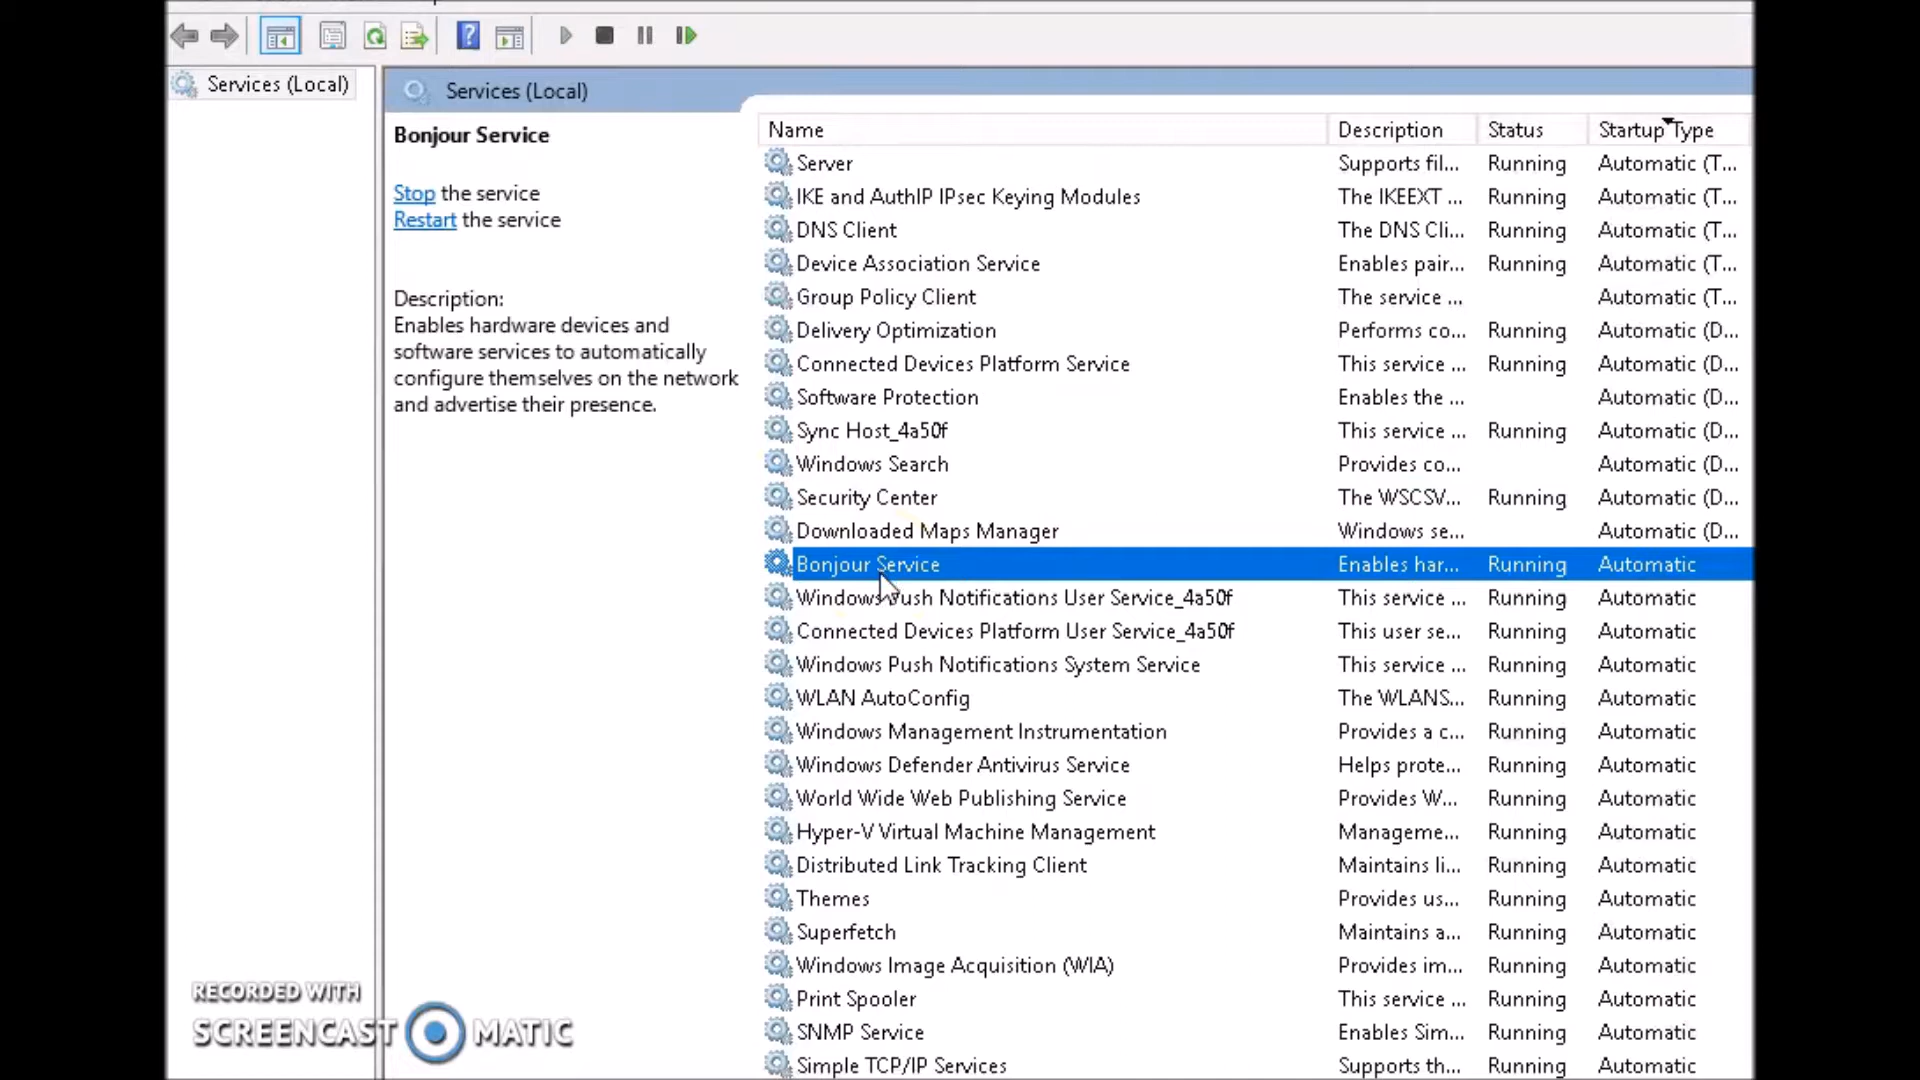 Services (Local)
Services (Local)
Bonjour Service
Stop the service
Restart the service
Description:
Enables hardware devices and
software services to automatically
configure themselves on the network
and advertise their presence.
Name Description Status Startup Type
Server Supports fil... Running Automatic (T...
IKE and AuthIP IPsec Keying Modules The IKEEXT ... Running Automatic (T...
DNS Client The DNS Cli... Running Automatic (T...
Device Association Service Enables pair... Running Automatic (T...
Group Policy Client The service ... Automatic (T...
Delivery Optimization Performs co... Running Automatic (D...
Connected Devices Platform Service This service ... Running Automatic (D...
Software Protection Enables the ... Automatic (D...
Sync Host_4a50f This service ... Running Automatic (D...
Windows Search Provides co... Automatic (D...
Security Center The WSCSV... Running Automatic (D...
Downloaded Maps Manager Windows se... Automatic (D...
Bonjour Service Enables har... Running Automatic
Windows Push Notifications User Service_4a50f This service ... Running Automatic
Connected Devices Platform User Service_4a50f This user se... Running Automatic
Windows Push Notifications System Service This service ... Running Automatic
WLAN AutoConfig The WLANS... Running Automatic
Windows Management Instrumentation Provides a c... Running Automatic
Windows Defender Antivirus Service Helps prote... Running Automatic
World Wide Web Publishing Service Provides W... Running Automatic
Hyper-V Virtual Machine Management Manageme... Running Automatic
Distributed Link Tracking Client Maintains li... Running Automatic
Themes Provides us... Running Automatic
Superfetch Maintains a... Running Automatic
Windows Image Acquisition (WIA) Provides im... Running Automatic
Print Spooler This service ... Running Automatic
SNMP Service Enables Sim... Running Automatic
Simple TCP/IP Services Supports th... Running Automatic
RECORDED WITH
SCREENCAST MATIC